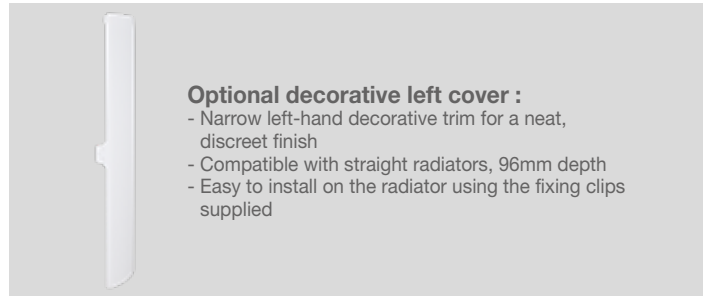 Optional decorative left cover :
- Narrow left-hand decorative trim for a neat,
discreet finish
- Compatible with straight radiators, 96mm depth
- Easy to install on the radiator using the fixing clips
supplied